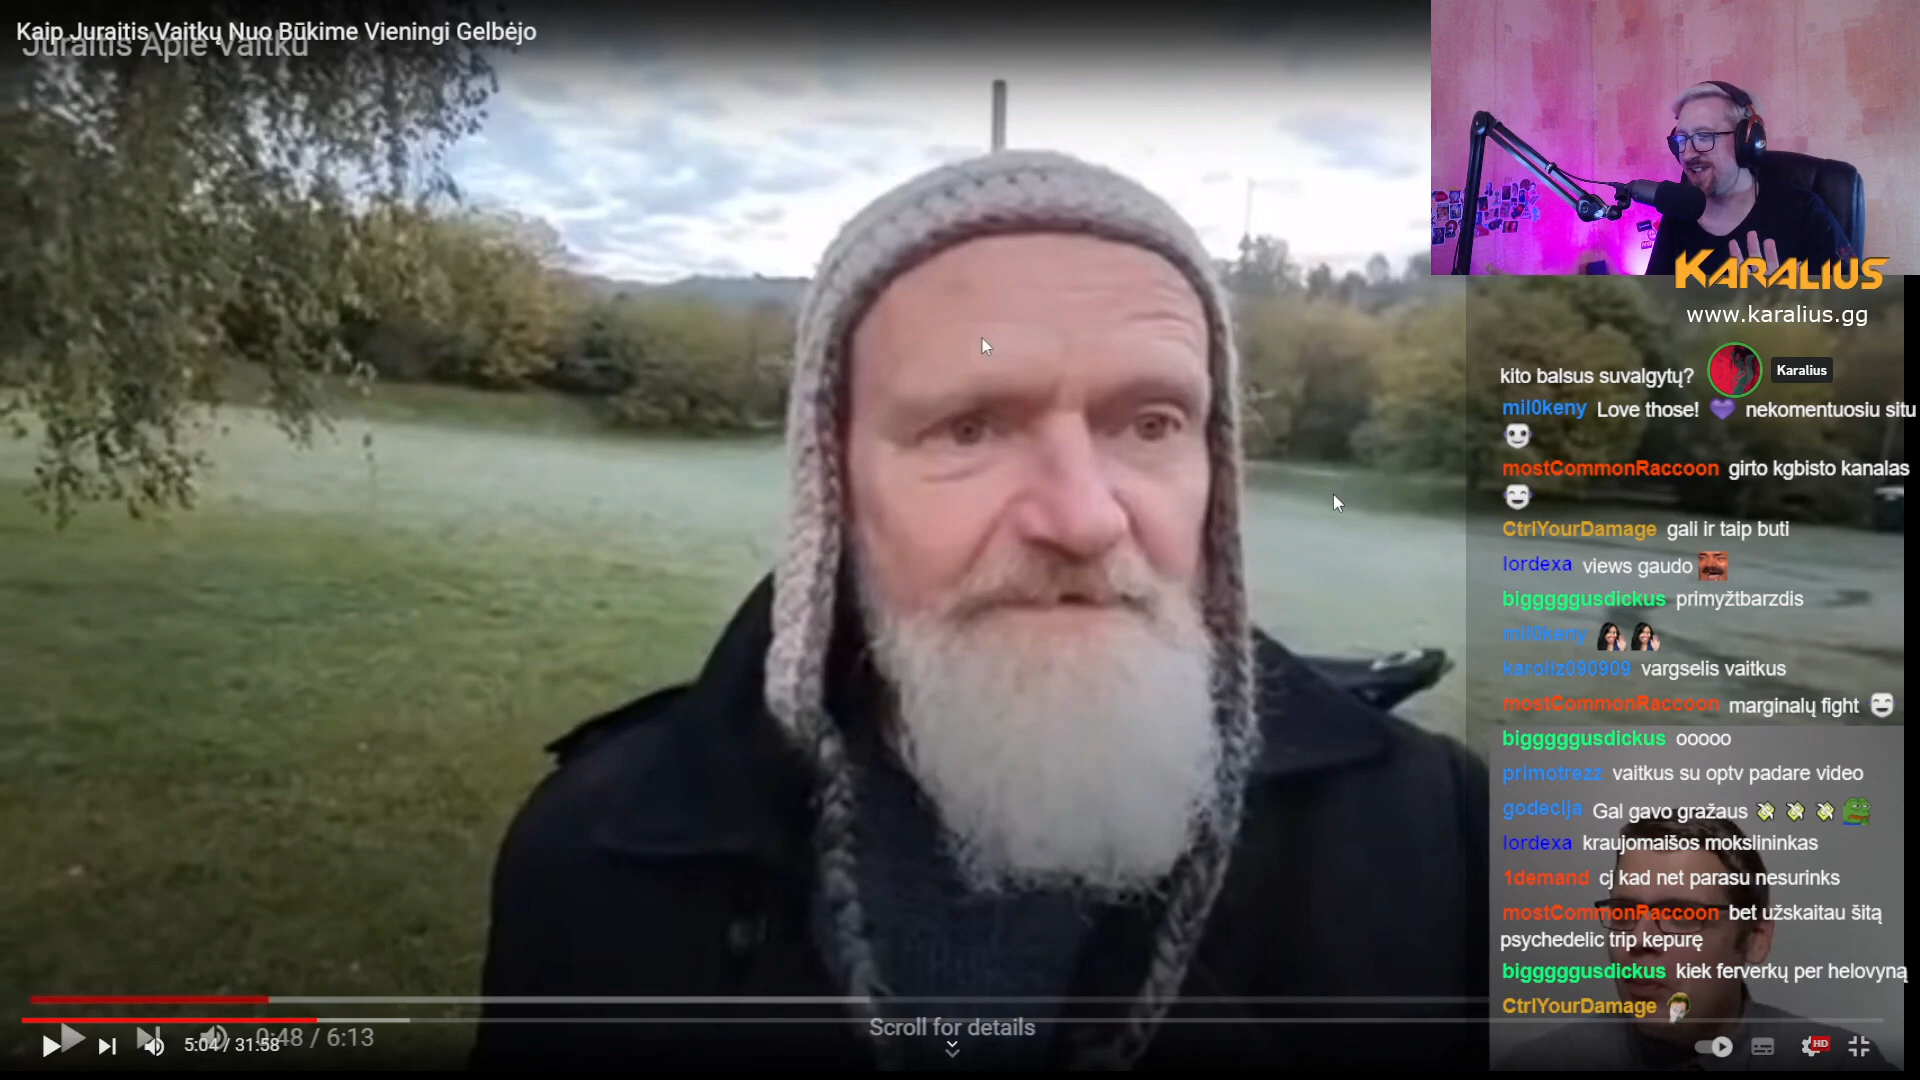 Kaip Juraitis Vaitkų Nuo Būkime Vieningi Gelbėjo
Juraitis Apie Vaitkų
KARALIUS
www.karalius.gg
Karalius
kito balsus suvalgytų?
mil0keny Love those! 💜 nekomentuosiu situ
mostCommonRaccoon girto kgbisto kanalas
CtrlYourDamage gali ir taip buti
lordexa views gaudo
bigggggusdickus primyžtbarzdis
mil0keny
karoliz090909 vargselis vaitkus
mostCommonRaccoon marginalų fight
bigggggusdickus ooooo
primotrezz vaitkus su optv padare video
godecija Gal gavo gražaus 💸 💸 💸
lordexa kraujomaišos mokslininkas
1demand cj kad net parasu nesurinks
mostCommonRaccoon bet užskaitau šitą
psychedelic trip kepurę
bigggggusdickus kiek ferverkų per helovyną
CtrlYourDamage
Scroll for details
0:48 / 6:13
5:04 / 31:58
HD